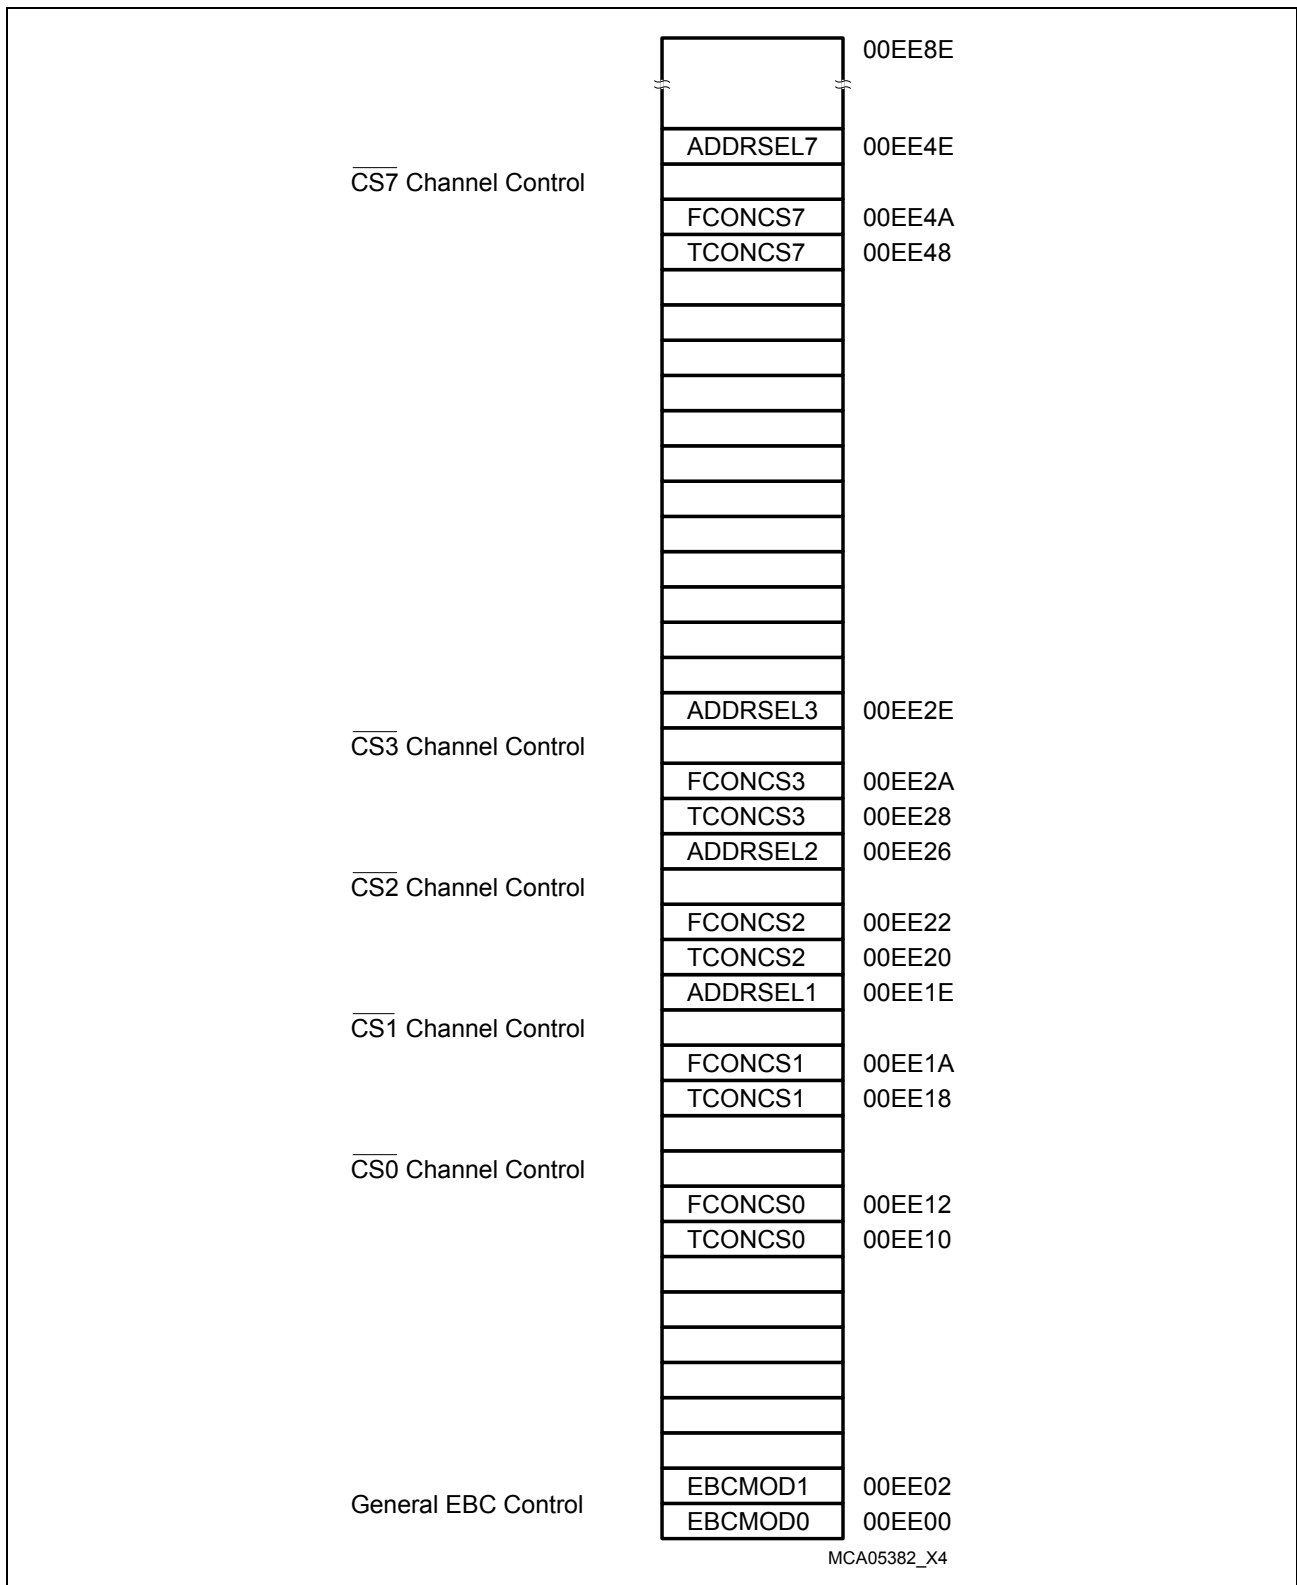 00EE8E
ADDRSEL7 00EE4E
CS7 Channel Control
FCONCS7 00EE4A
TCONCS7 00EE48
ADDRSEL3 00EE2E
CS3 Channel Control
FCONCS3 00EE2A
TCONCS3 00EE28
ADDRSEL2 00EE26
CS2 Channel Control
FCONCS2 00EE22
TCONCS2 00EE20
ADDRSEL1 00EE1E
CS1 Channel Control
FCONCS1 00EE1A
TCONCS1 00EE18
CS0 Channel Control
FCONCS0 00EE12
TCONCS0 00EE10
EBCMOD1 00EE02
General EBC Control
EBCMOD0 00EE00
MCA05382_X4